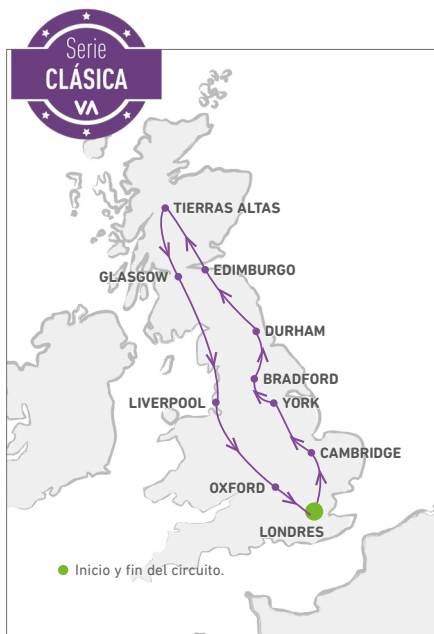 Serie
CLÁSICA
VA
TIERRAS ALTAS
EDIMBURGO
GLASGOW
DURHAM
BRADFORD
LIVERPOOL
YORK
CAMBRIDGE
OXFORD
LONDRES
Inicio y fin del circuito.